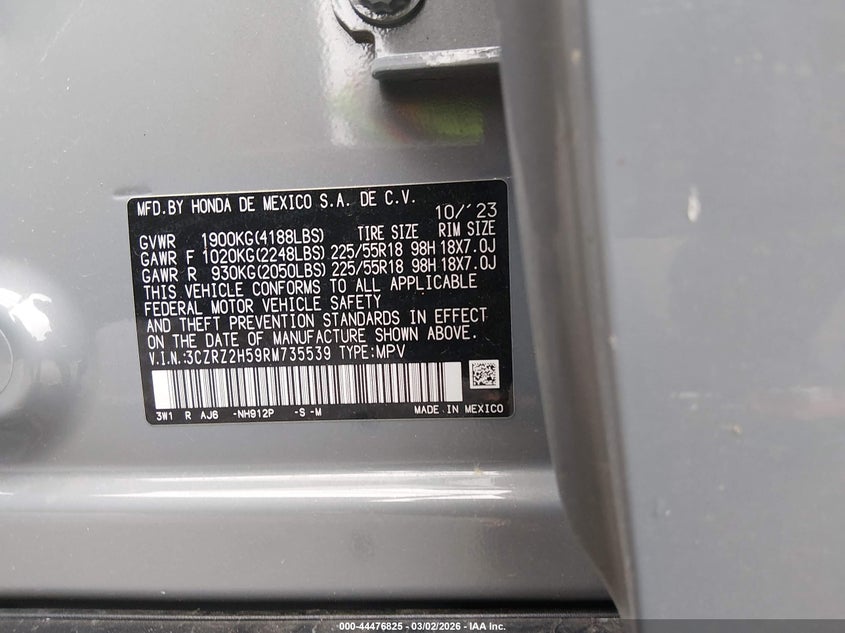 MFD.BY HONDA DE MEXICO S.A. DE C.V. 10/'23
GVWR 1900KG(4188LBS) TIRE SIZE RIM SIZE
GAWR F 1020KG(2248LBS) 225/55R18 98H 18X7.0J
GAWR R 930KG(2050LBS) 225/55R18 98H 18X7.0J
THIS VEHICLE CONFORMS TO ALL APPLICABLE
FEDERAL MOTOR VEHICLE SAFETY
AND THEFT PREVENTION STANDARDS IN EFFECT
ON THE DATE OF MANUFACTURE SHOWN ABOVE.
V.I.N.:3CZRZ2H59RM735539 TYPE:MPV
3W1 R AJ6 -NH912P -S -M MADE IN MEXICO
000-44476825 - 03/02/2026 - IAA Inc.